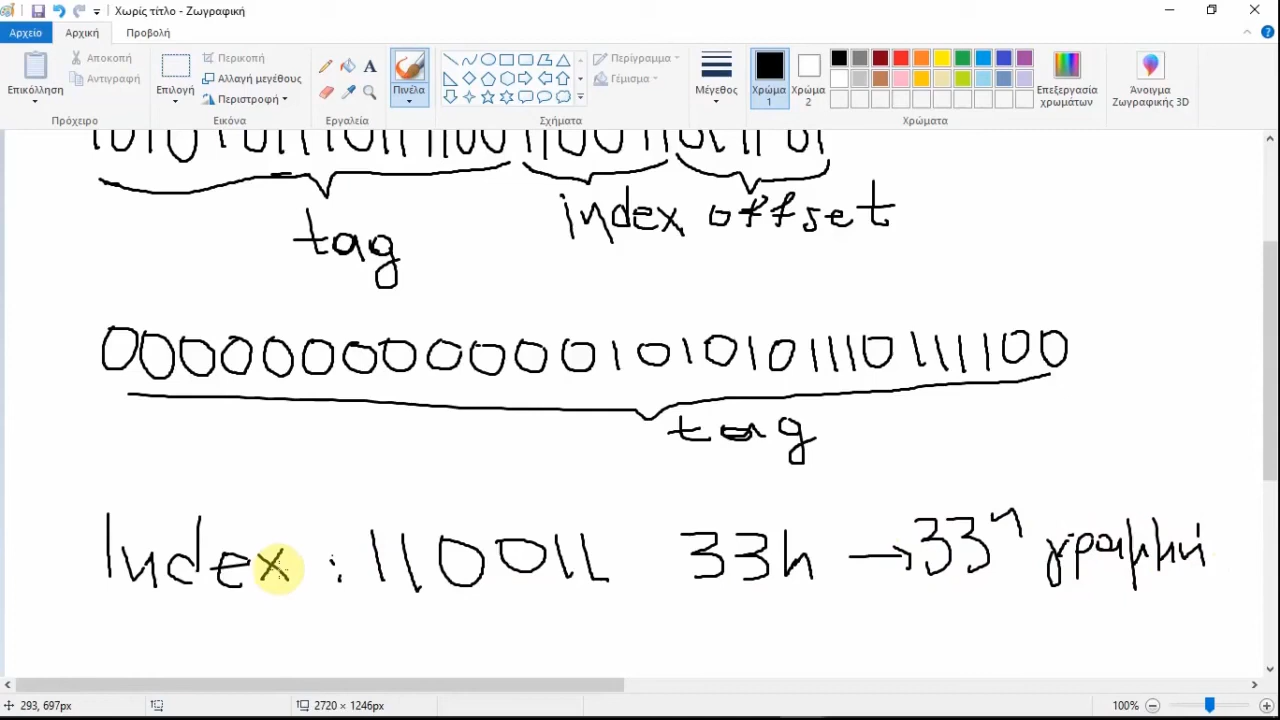 Χωρίς τίτλο - Ζωγραφική
Αρχείο Αρχική Προβολή
Επικόλληση
Αποκοπή
Αντιγραφή
Πρόχειρο
Επιλογή
Περικοπή
Αλλαγή μεγέθους
Περιστροφή
Εικόνα
A
Εργαλεία
Πινέλα
Περίγραμμα
Γέμισμα
Σχήματα
Μέγεθος
Χρώμα 1
Χρώμα 2
Επεξεργασία χρωμάτων
Χρώματα
Άνοιγμα Ζωγραφικής 3D
tag index offset
000000000000101010111011110​0
tag
Index : 110011 33h → 33η γραμμή
293, 697px 2720 × 1246px 100%